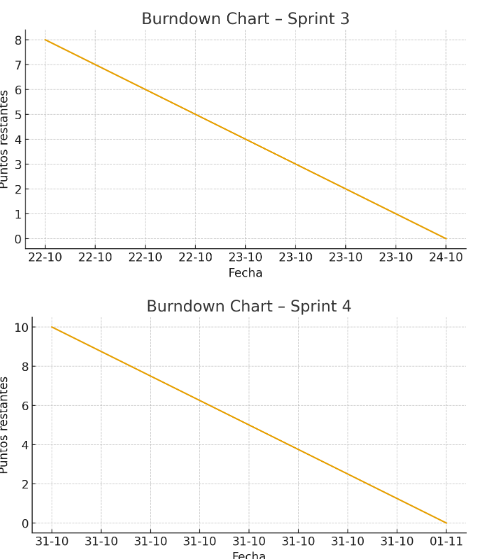 Burndown Chart – Sprint 3
Puntos restantes
8
7
6
5
4
3
2
1
0
22-10 22-10 22-10 22-10 23-10 23-10 23-10 23-10 24-10
Fecha
Burndown Chart – Sprint 4
Puntos restantes
10
8
6
4
2
0
31-10 31-10 31-10 31-10 31-10 31-10 31-10 31-10 01-11
Fecha